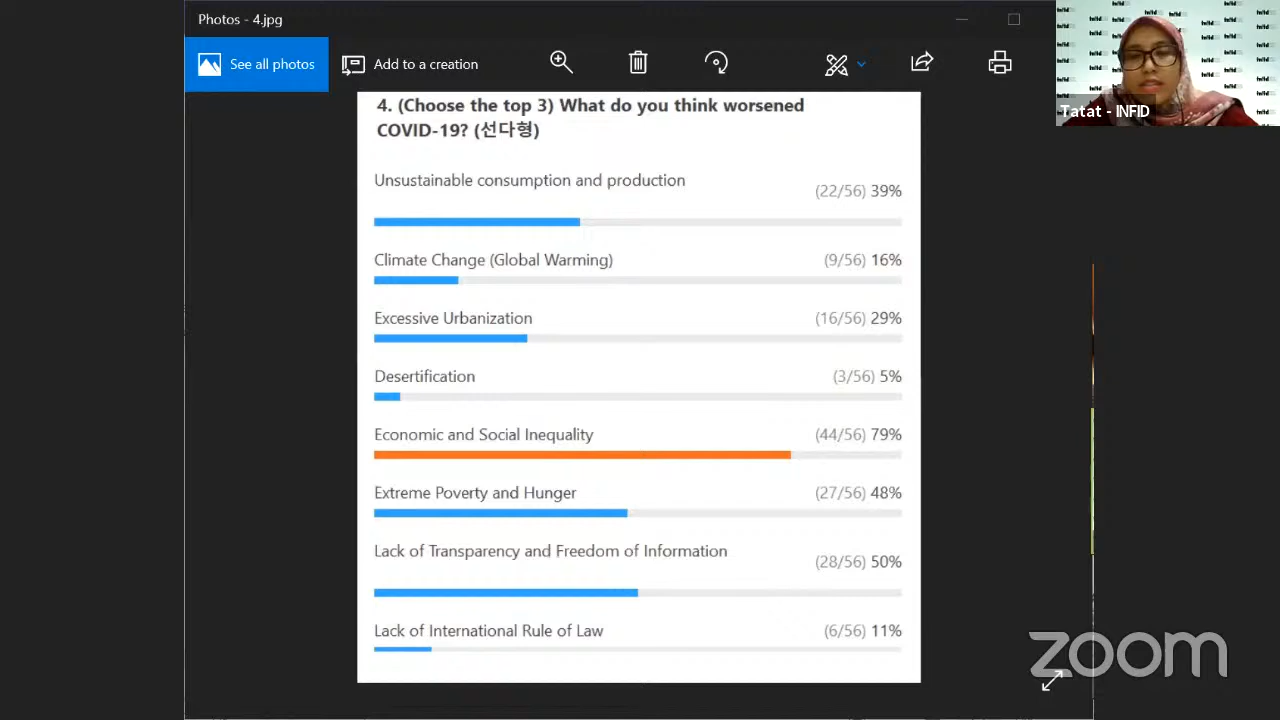 Photos - 4.jpg
See all photos
Add to a creation
Tatat - INFID
4. (Choose the top 3) What do you think worsened
COVID-19? (선다형)
Unsustainable consumption and production
(22/56) 39%
Climate Change (Global Warming)
(9/56) 16%
Excessive Urbanization
(16/56) 29%
Desertification
(3/56) 5%
Economic and Social Inequality
(44/56) 79%
Extreme Poverty and Hunger
(27/56) 48%
Lack of Transparency and Freedom of Information
(28/56) 50%
Lack of International Rule of Law
(6/56) 11%
zoom